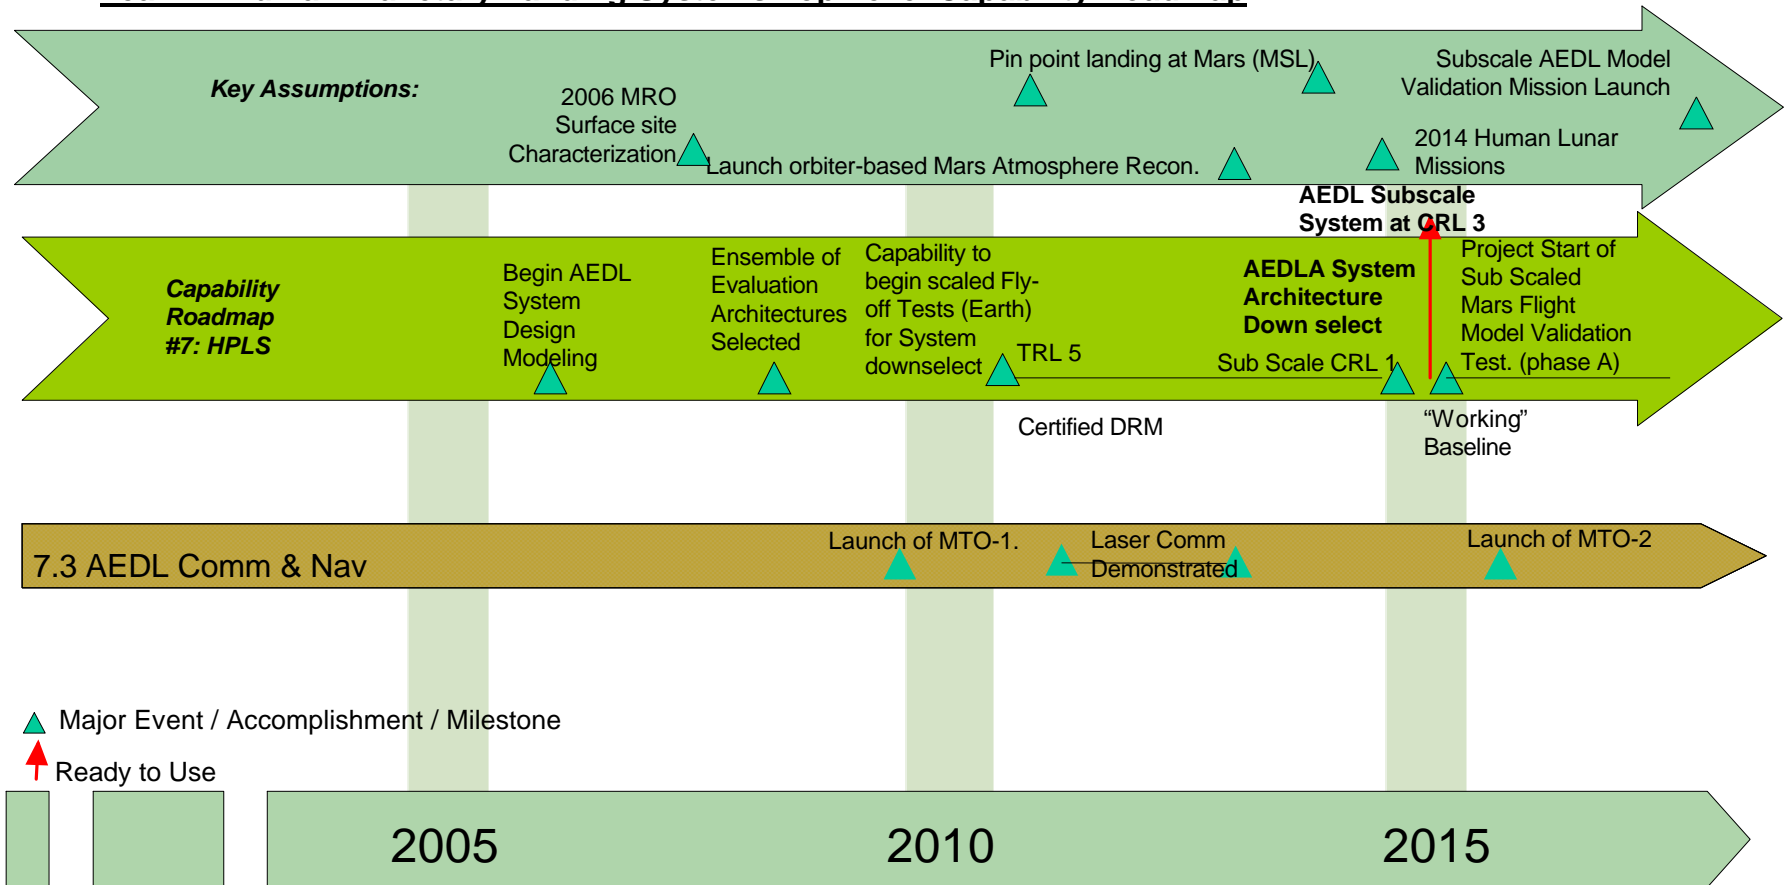 Key Assumptions:
2006 MRO
Surface site
Characterization
Pin point landing at Mars (MSL)
Launch orbiter-based Mars Atmosphere Recon.
Subscale AEDL Model
Validation Mission Launch
2014 Human Lunar
Missions
AEDL Subscale
System at CRL 3
Capability
Roadmap
#7: HPLS
Begin AEDL
System
Design
Modeling
Ensemble of
Evaluation
Architectures
Selected
Capability to
begin scaled Fly-
off Tests (Earth)
for System
downselect
TRL 5
AEDLA System
Architecture
Down select
Sub Scale CRL 1
Project Start of
Sub Scaled
Mars Flight
Model Validation
Test. (phase A)
Certified DRM
“Working”
Baseline
7.3 AEDL Comm & Nav
Launch of MTO-1.
Laser Comm
Demonstrated
Launch of MTO-2
Major Event / Accomplishment / Milestone
Ready to Use
2005
2010
2015